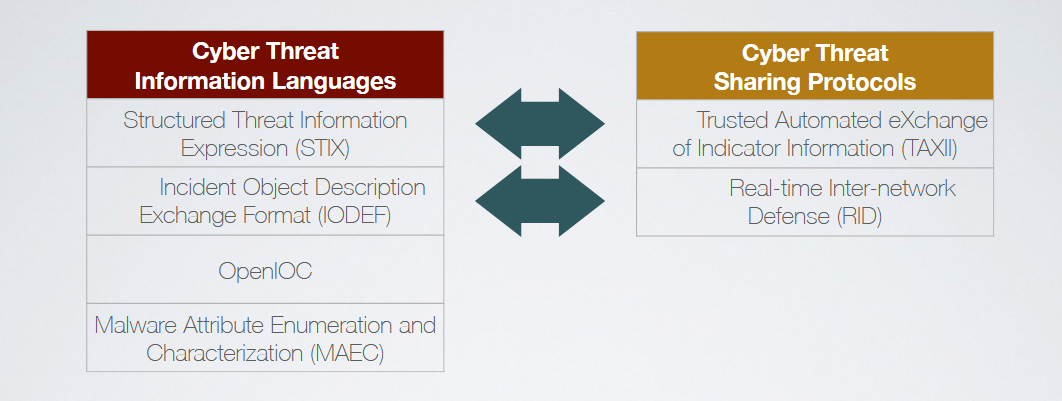 Cyber Threat
Information Languages
Structured Threat Information
Expression (STIX)
Incident Object Description
Exchange Format (IODEF)
OpenIOC
Malware Attribute Enumeration and
Characterization (MAEC)
Cyber Threat
Sharing Protocols
Trusted Automated eXchange
of Indicator Information (TAXII)
Real-time Inter-network
Defense (RID)